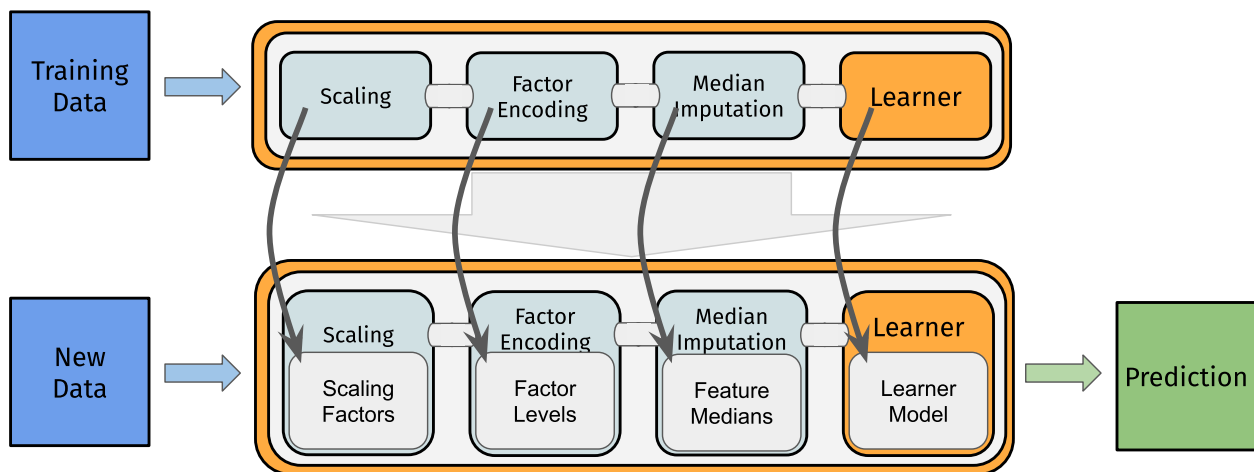 Training
Data
Scaling
Factor
Encoding
Median
Imputation
Learner
New
Data
Scaling
Scaling
Factors
Factor
Encoding
Factor
Levels
Median
Imputation
Feature
Medians
Learner
Learner
Model
Prediction